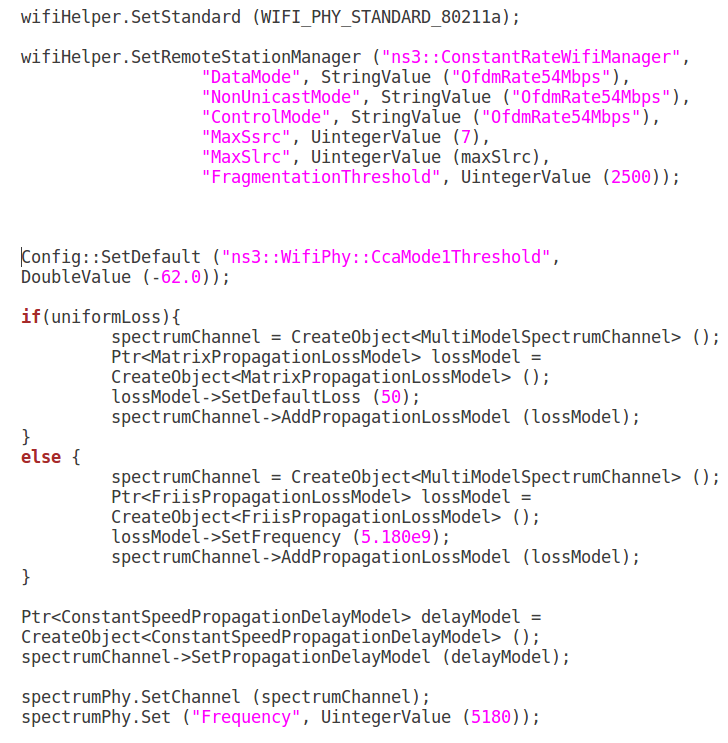 wifiHelper.SetStandard (WIFI_PHY_STANDARD_80211a);
wifiHelper.SetRemoteStationManager ("ns3::ConstantRateWifiManager",
"DataMode", StringValue ("OfdmRate54Mbps"),
"NonUnicastMode", StringValue ("OfdmRate54Mbps"),
"ControlMode", StringValue ("OfdmRate54Mbps"),
"MaxSsrc", UintegerValue (7),
"MaxSlrc", UintegerValue (maxSlrc),
"FragmentationThreshold", UintegerValue (2500));
Config::SetDefault ("ns3::WifiPhy::CcaMode1Threshold",
DoubleValue (-62.0));
if(uniformLoss){
spectrumChannel = CreateObject<MultiModelSpectrumChannel> ();
Ptr<MatrixPropagationLossModel> lossModel =
CreateObject<MatrixPropagationLossModel> ();
lossModel->SetDefaultLoss (50);
spectrumChannel->AddPropagationLossModel (lossModel);
}
else {
spectrumChannel = CreateObject<MultiModelSpectrumChannel> ();
Ptr<FriisPropagationLossModel> lossModel =
CreateObject<FriisPropagationLossModel> ();
lossModel->SetFrequency (5.180e9);
spectrumChannel->AddPropagationLossModel (lossModel);
}
Ptr<ConstantSpeedPropagationDelayModel> delayModel =
CreateObject<ConstantSpeedPropagationDelayModel> ();
spectrumChannel->SetPropagationDelayModel (delayModel);
spectrumPhy.SetChannel (spectrumChannel);
spectrumPhy.Set ("Frequency", UintegerValue (5180));